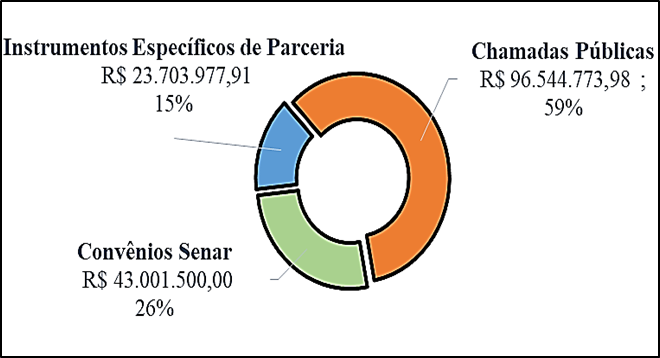 Instrumentos Específicos de Parceria
R$ 23.703.977,91
15%
Chamadas Públicas
R$ 96.544.773,98 ;
59%
Convênios Senar
R$ 43.001.500,00
26%